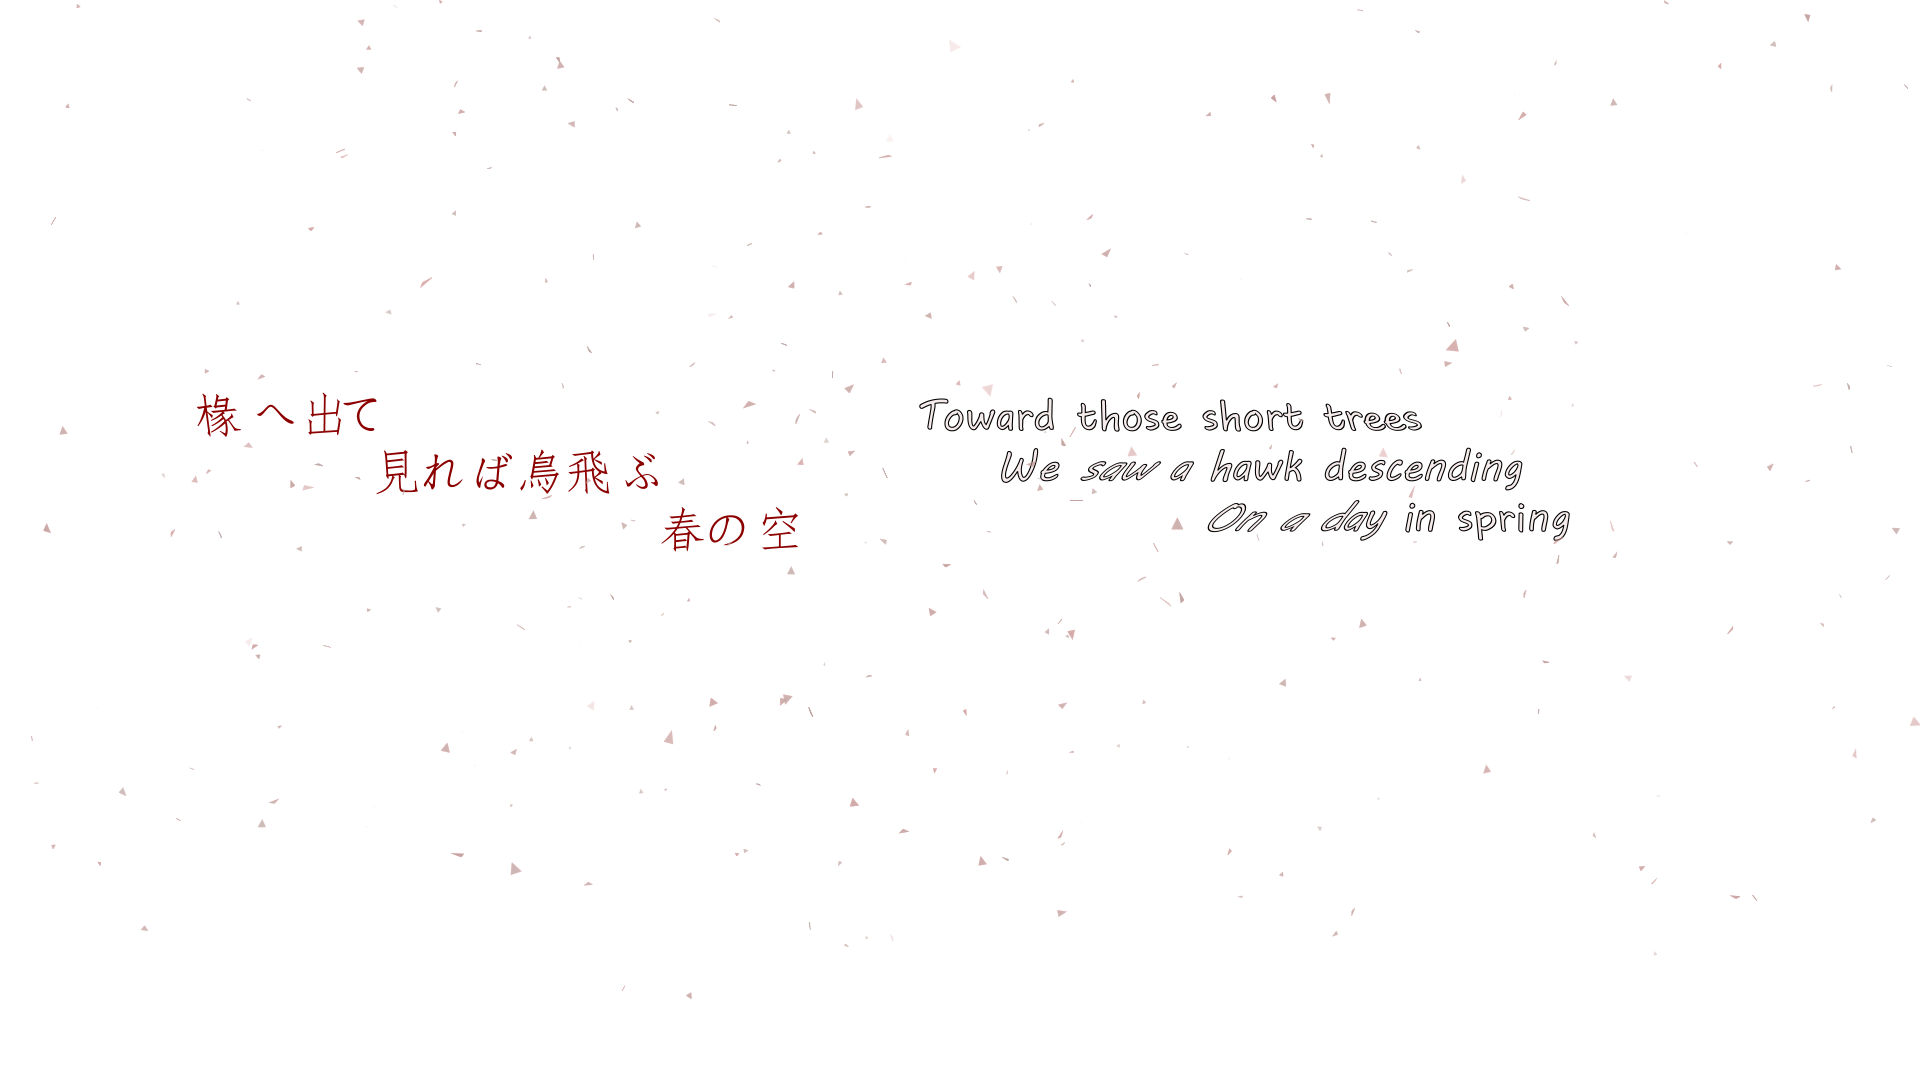 椽へ出て
見れば鳥飛ぶ
春の空
Toward those short trees
We saw a hawk descending
On a day in spring